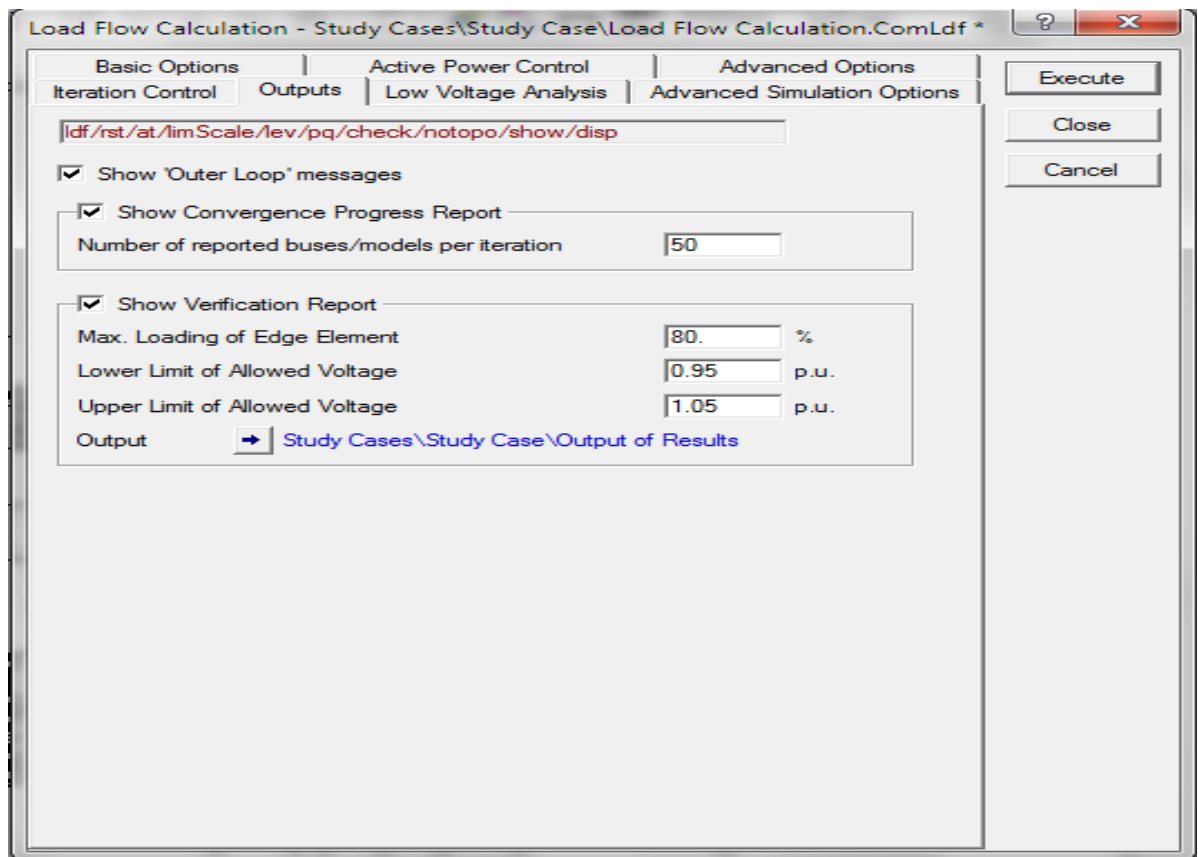 Load Flow Calculation - Study Cases\Study Case\Load Flow Calculation.ComLdf *
Basic Options Active Power Control Advanced Options
Iteration Control Outputs Low Voltage Analysis Advanced Simulation Options
Execute
Close
Cancel
ldf/rst/at/limScale/lev/pq/check/notopo/show/disp
Show 'Outer Loop' messages
Show Convergence Progress Report
Number of reported buses/models per iteration 50
Show Verification Report
Max. Loading of Edge Element 80. %
Lower Limit of Allowed Voltage 0.95 p.u.
Upper Limit of Allowed Voltage 1.05 p.u.
Output Study Cases\Study Case\Output of Results